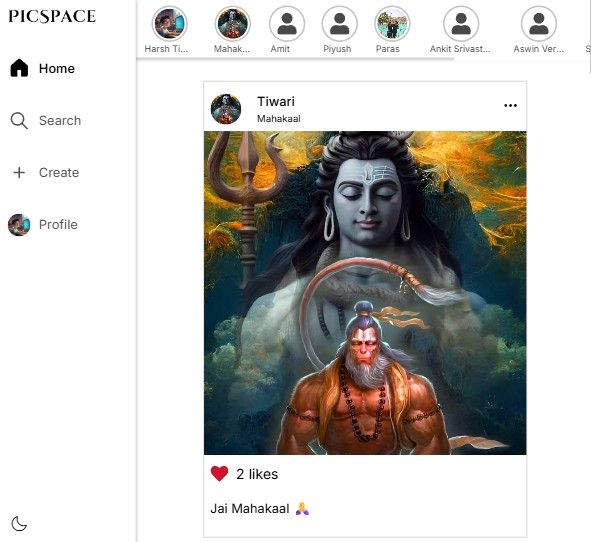 PICSPACE
Home
Search
Create
Profile
Harsh Ti...
Mahak...
Amit
Piyush
Paras
Ankit Srivast...
Aswin Ver...
S
Tiwari
Mahakaal
2 likes
Jai Mahakaal 🙏